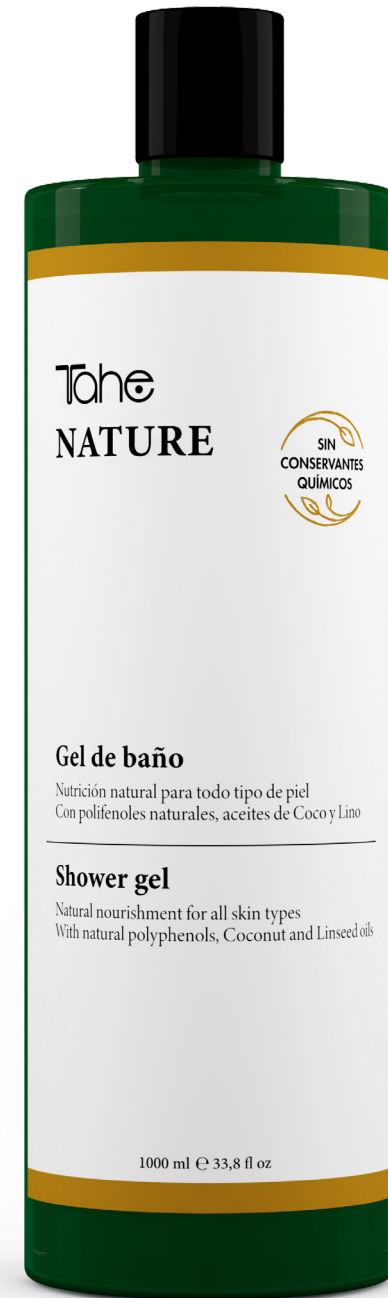 Tahe
NATURE
SIN
CONSERVANTES
QUÍMICOS
Gel de baño
Nutrición natural para todo tipo de piel
Con polifenoles naturales, aceites de Coco y Lino
Shower gel
Natural nourishment for all skin types
With natural polyphenols, Coconut and Linseed oils
1000 ml ℮ 33,8 fl oz